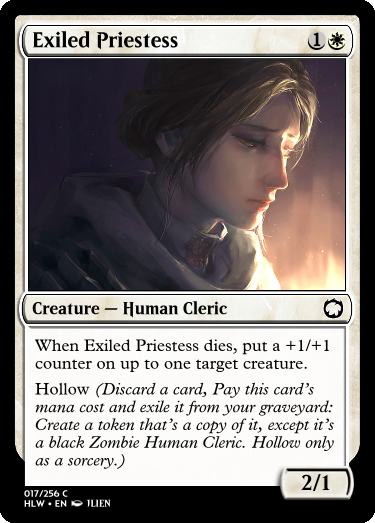 Exiled Priestess 1
Creature — Human Cleric
When Exiled Priestess dies, put a +1/+1
counter on up to one target creature.
Hollow (Discard a card, Pay this card's
mana cost and exile it from your graveyard:
Create a token that's a copy of it, except it's
a black Zombie Human Cleric. Hollow only
as a sorcery.)
2/1
017/256 C
HLW • EN ILIEN